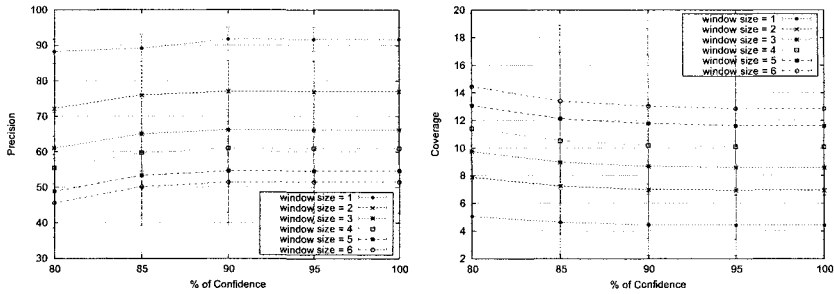 100
90
80
70
60
50
40
30
Precision
window size = 1
window size = 2
window size = 3
window size = 4
window size = 5
window size = 6
80
85
90
95
100
% of Confidence
20
18
16
14
12
10
8
6
4
2
Coverage
window size = 1
window size = 2
window size = 3
window size = 4
window size = 5
window size = 6
80
85
90
95
100
% of Confidence